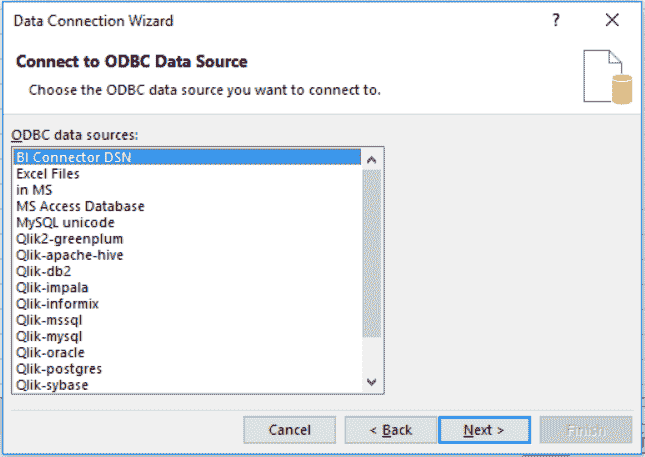 Data Connection Wizard
?
Connect to ODBC Data Source
Choose the ODBC data source you want to connect to.
ODBC data sources:
BI Connector DSN
Excel Files
in MS
MS Access Database
MySQL unicode
Qlik2-greenplum
Qlik-apache-hive
Qlik-db2
Qlik-impala
Qlik-informix
Qlik-mssql
Qlik-mysql
Qlik-oracle
Qlik-postgres
Qlik-sybase
Cancel < Back Next > Finish